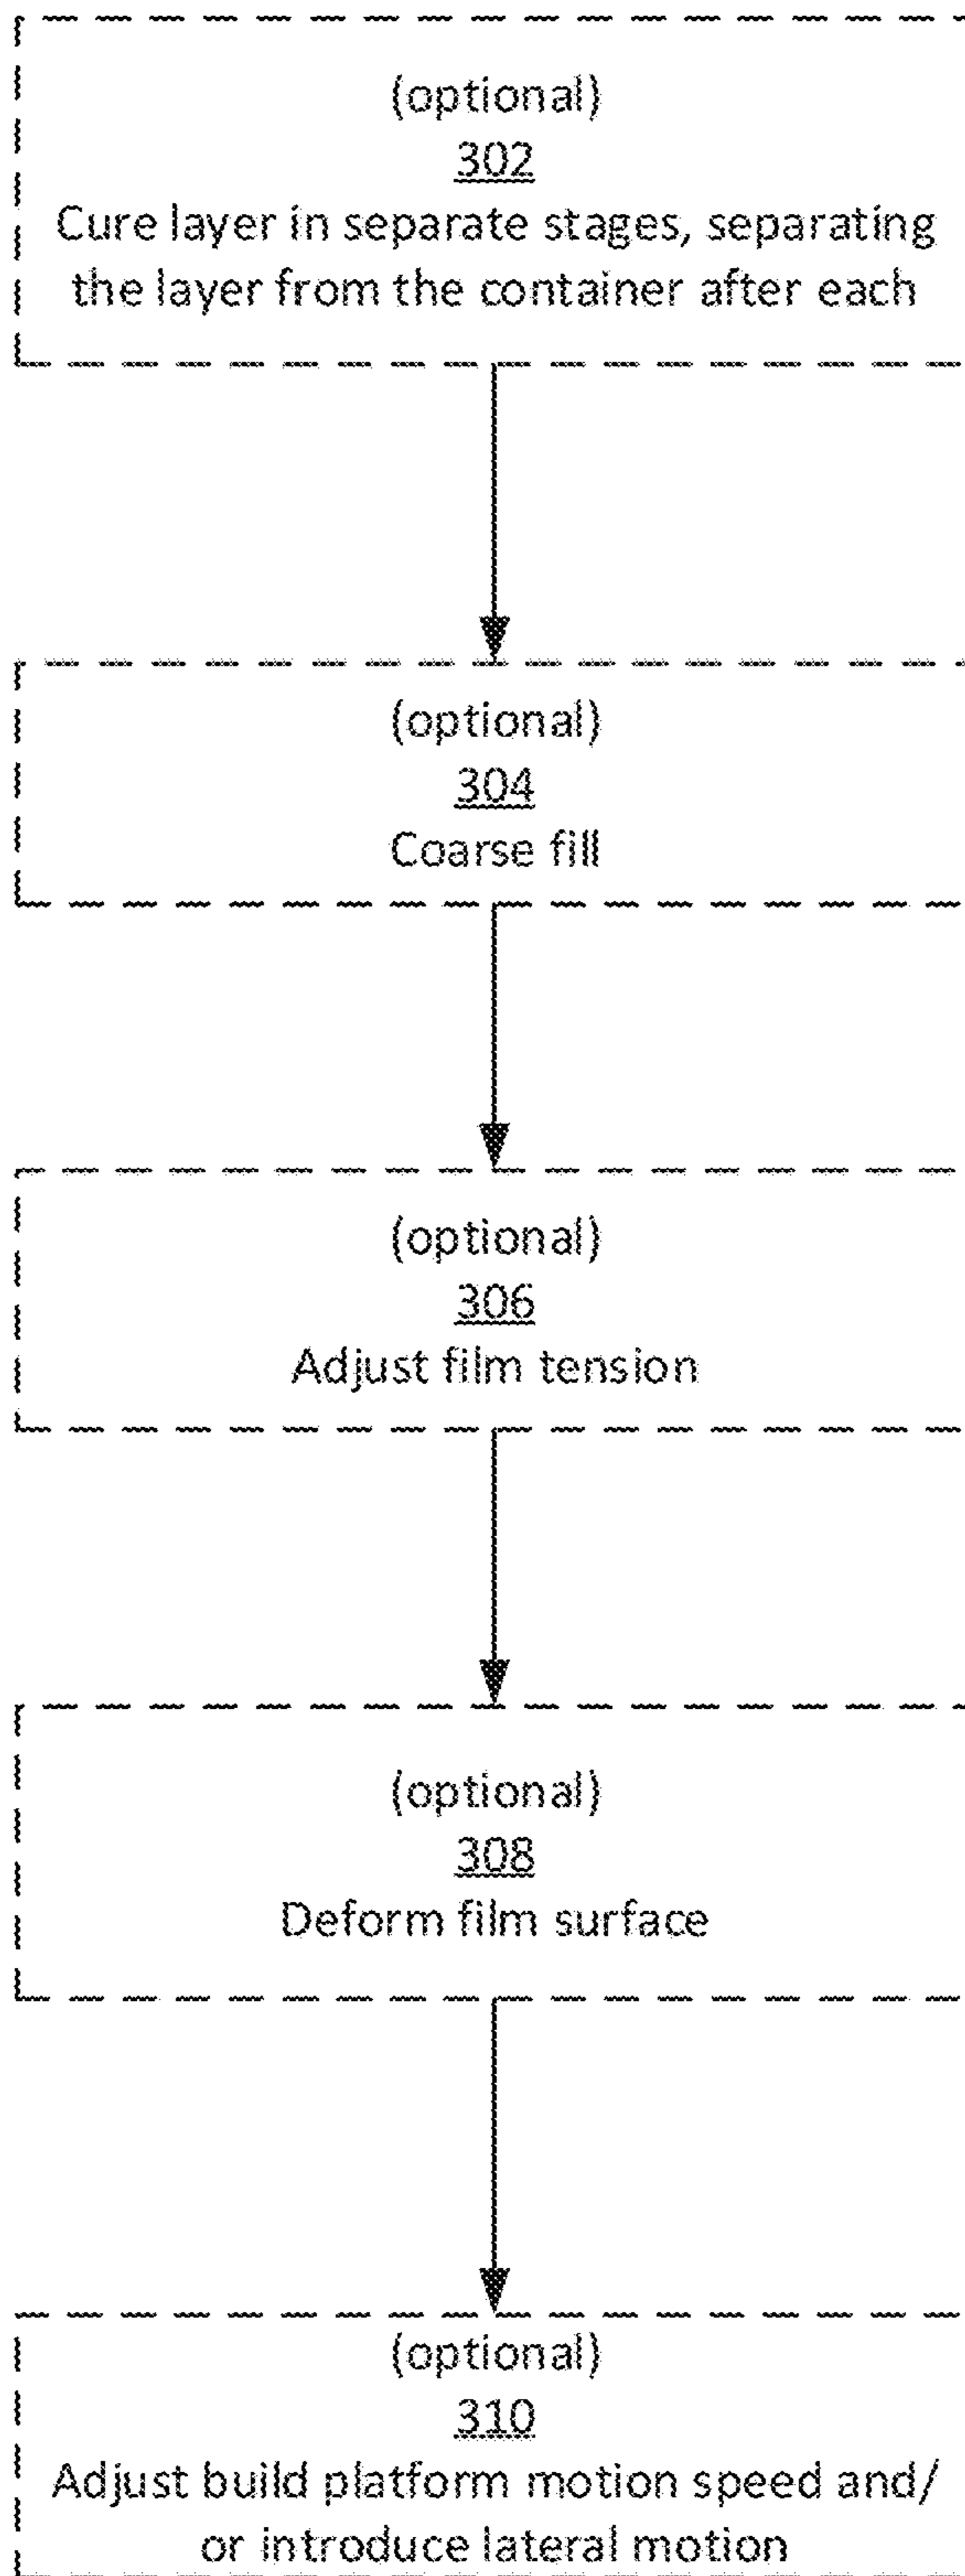 (optional)
302
Cure layer in separate stages, separating
the layer from the container after each
(optional)
304
Coarse fill
(optional)
306
Adjust film tension
(optional)
308
Deform film surface
(optional)
310
Adjust build platform motion speed and/
or introduce lateral motion